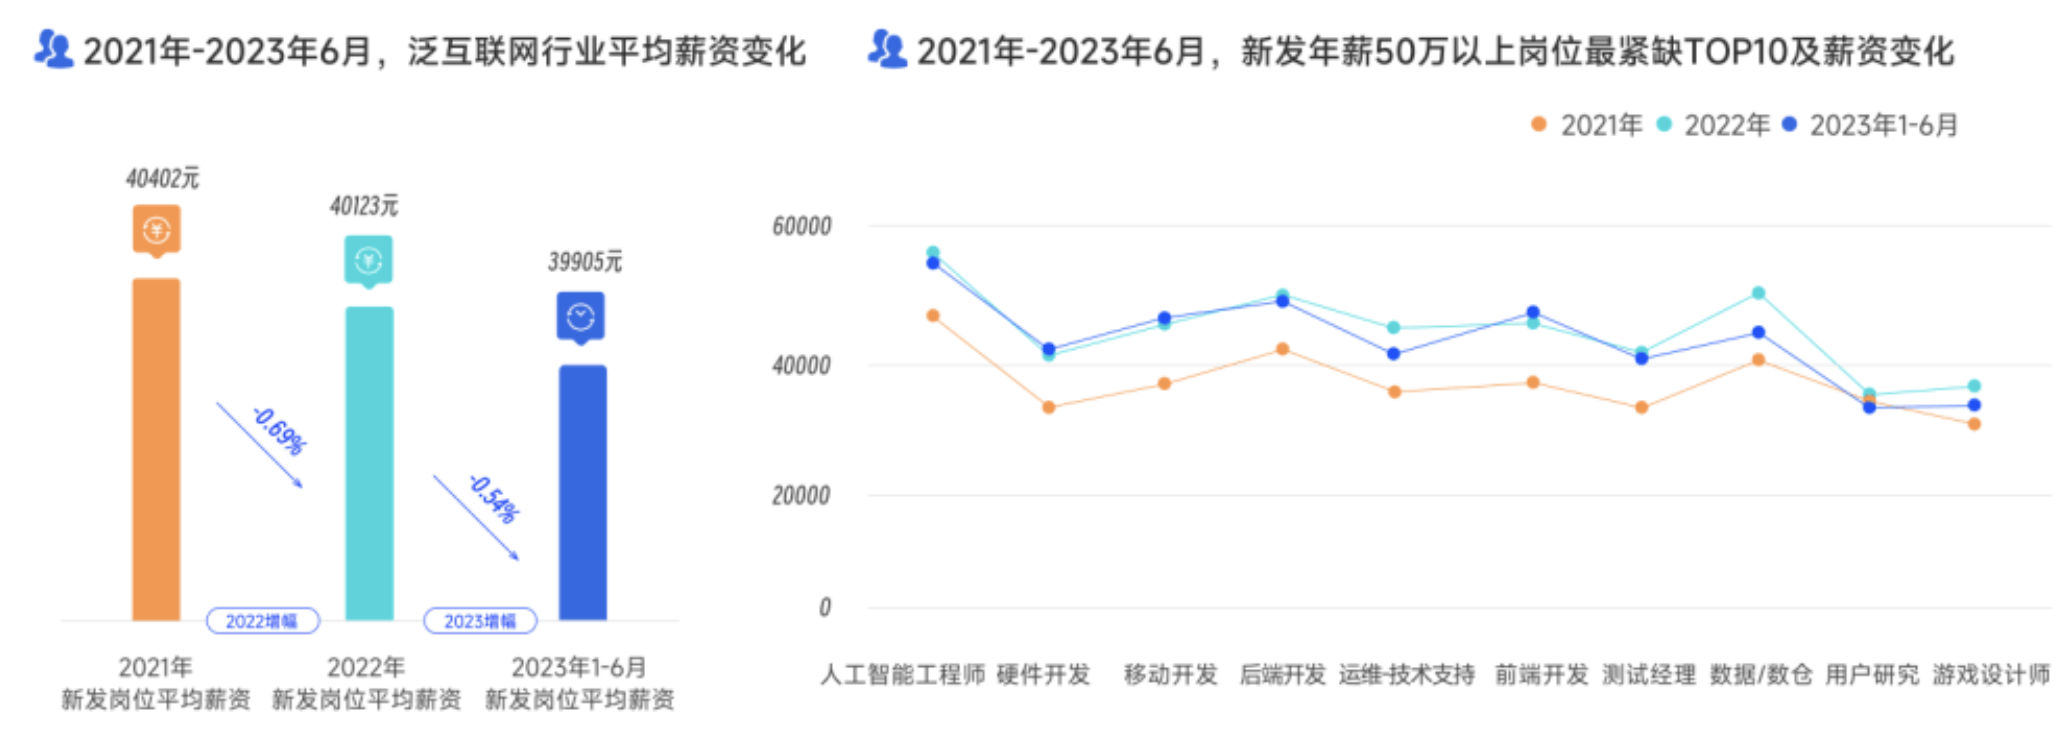 2021年-2023年6月，泛互联网行业平均薪资变化
40402元
40123元
39905元
-0.69%
-0.54%
2022增幅
2023增幅
2021年
新发岗位平均薪资
2022年
新发岗位平均薪资
2023年1-6月
新发岗位平均薪资
2021年-2023年6月，新发年薪50万以上岗位最紧缺TOP10及薪资变化
2021年 2022年 2023年1-6月
60000
40000
20000
0
人工智能工程师 硬件开发 移动开发 后端开发 运维-技术支持 前端开发 测试经理 数据/数仓 用户研究 游戏设计师